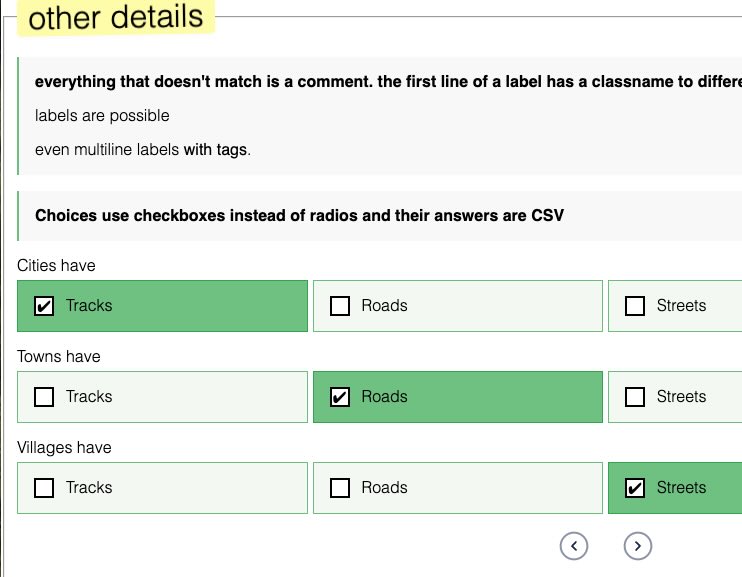 other details
everything that doesn't match is a comment. the first line of a label has a classname to
labels are possible
even multiline labels with tags.
Choices use checkboxes instead of radios and their answers are CSV
Cities have
Tracks Roads Streets
Towns have
Tracks Roads Streets
Villages have
Tracks Roads Streets